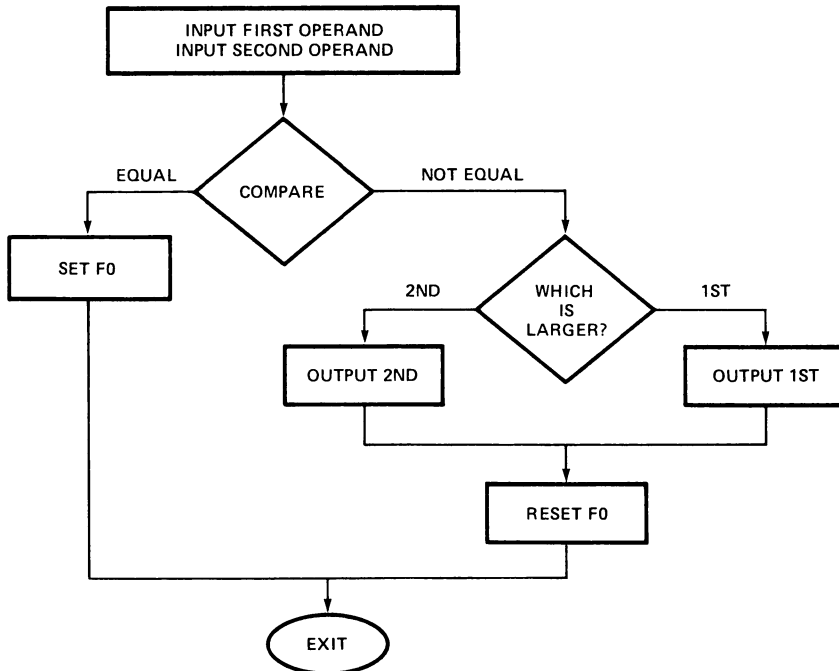 INPUT FIRST OPERAND
INPUT SECOND OPERAND
EQUAL
COMPARE
NOT EQUAL
SET F0
2ND
WHICH
IS
LARGER?
1ST
OUTPUT 2ND
OUTPUT 1ST
RESET F0
EXIT